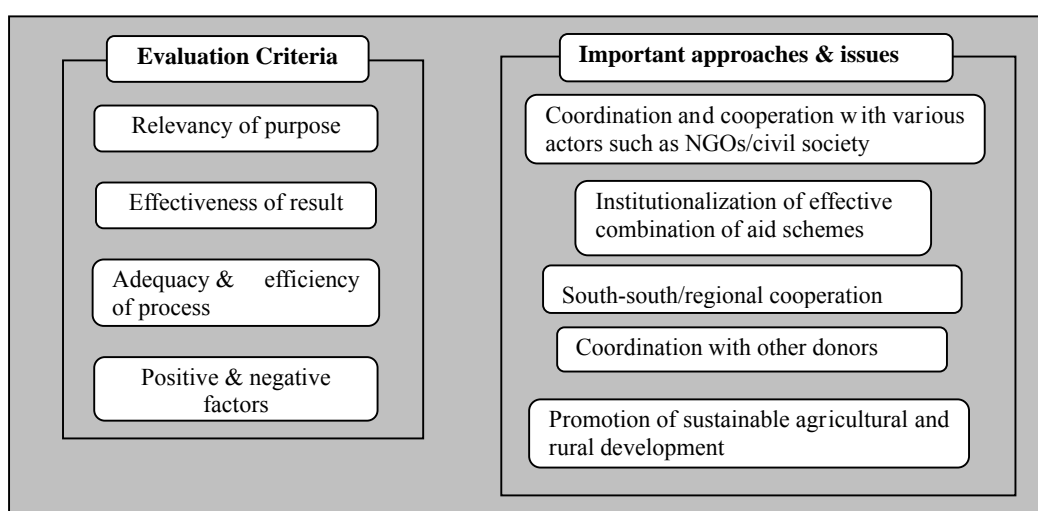 Evaluation Criteria
Relevancy of purpose
Effectiveness of result
Adequacy & efficiency
of process
Positive & negative
factors
Important approaches & issues
Coordination and cooperation with various
actors such as NGOs/civil society
Institutionalization of effective
combination of aid schemes
South-south/regional cooperation
Coordination with other donors
Promotion of sustainable agricultural and
rural development